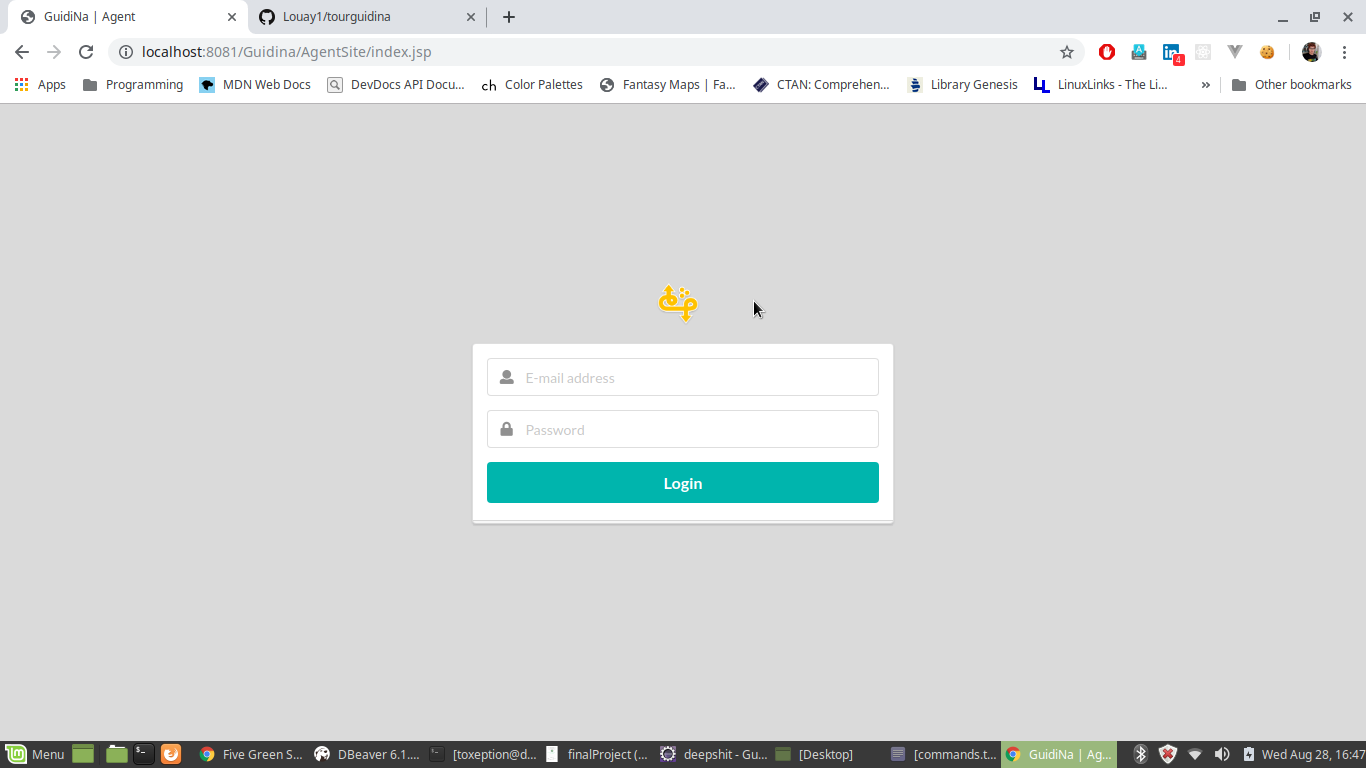 GuidiNa | Agent
Louay1/tourguidina
localhost:8081/Guidina/AgentSite/index.jsp
4
Apps
Programming
MDN Web Docs
DevDocs API Docu...
ch
Color Palettes
Fantasy Maps | Fa...
CTAN: Comprehen...
Library Genesis
LinuxLinks - The Li...
»
Other bookmarks
E-mail address
Password
Login
Menu
Five Green S...
DBeaver 6.1....
[toxeption@d...
finalProject (...
deepshit - Gu...
[Desktop]
[commands.t...
GuidiNa | Ag...
Wed Aug 28, 16:47